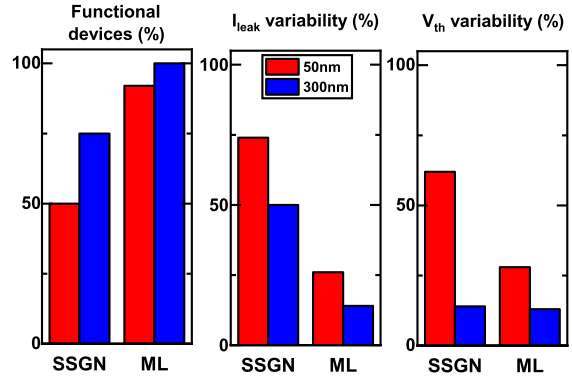 Functional
devices (%)
I_leak variability (%)
V_th variability (%)
100
50
0
SSGN ML
100
50
0
50nm
300nm
SSGN ML
100
50
0
SSGN ML